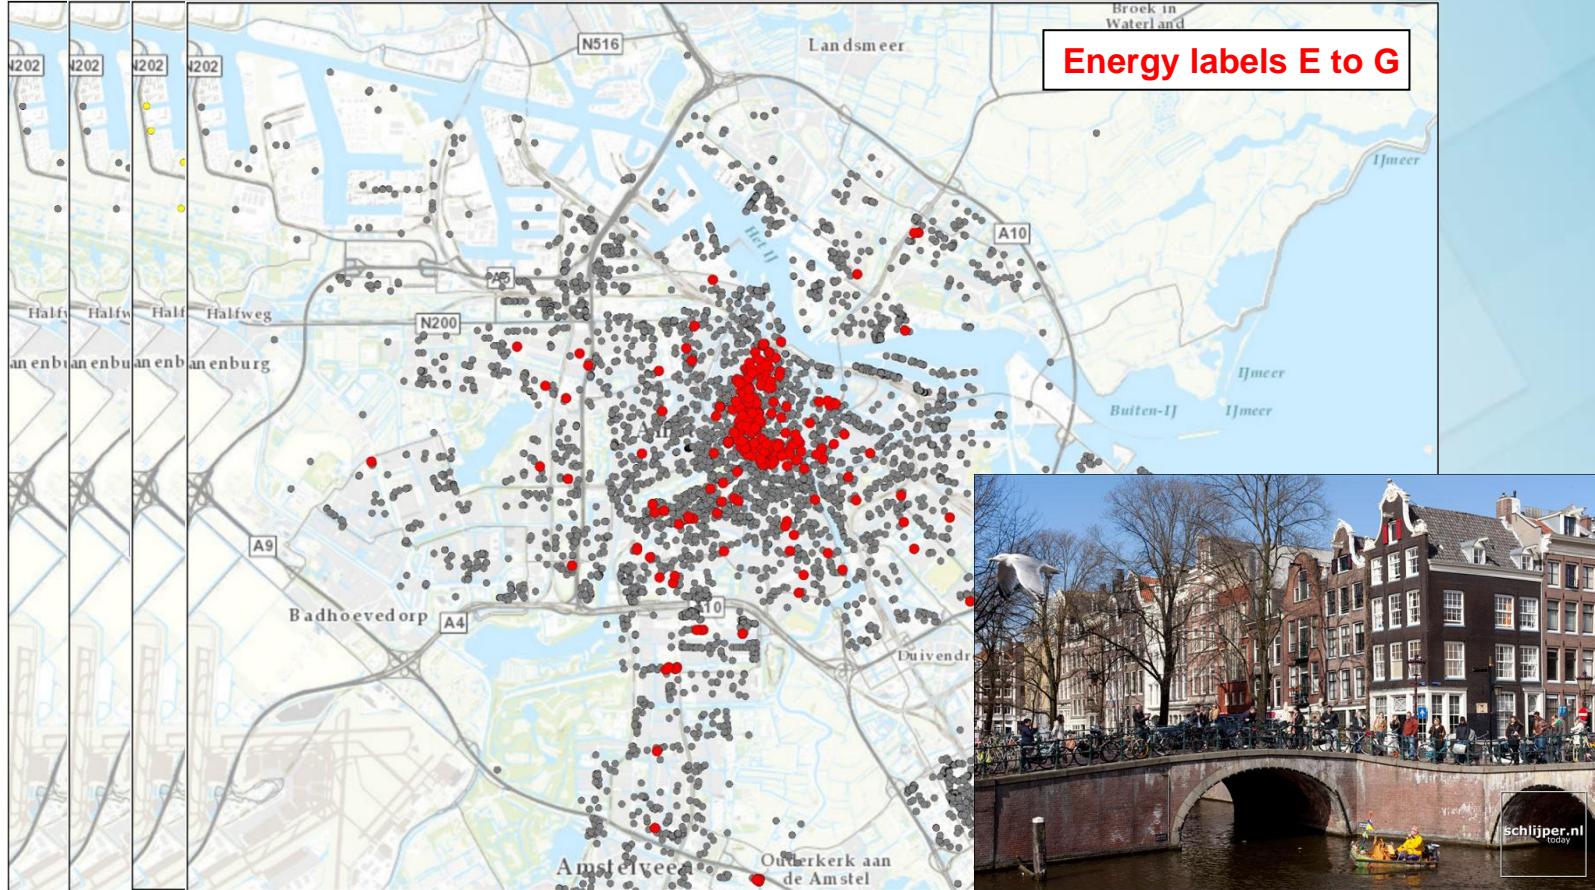 Broek in
Waterland
N516
Landsmeer
Energy labels E to G
N202
N202
N202
N202
IJmeer
A10
Het IJ
A5
Halfweg
N200
IJmeer
Buiten-IJ
IJmeer
A9
Badhoevedorp
A4
A10
Duivendr
Amstelveen
Ouderkerk aan
de Amstel
schlijper.nl
today